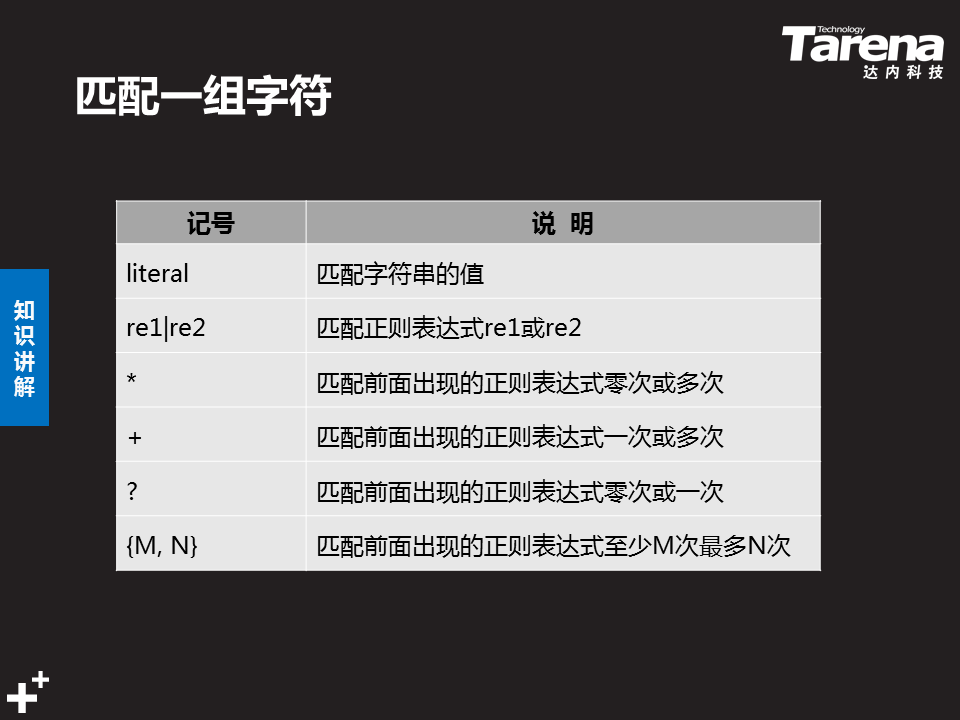 Technology
Tarena
达内科技
匹配一组字符
记号 说 明
literal 匹配字符串的值
re1|re2 匹配正则表达式re1或re2
* 匹配前面出现的正则表达式零次或多次
+ 匹配前面出现的正则表达式一次或多次
? 匹配前面出现的正则表达式零次或一次
{M, N} 匹配前面出现的正则表达式至少M次最多N次
知识讲解